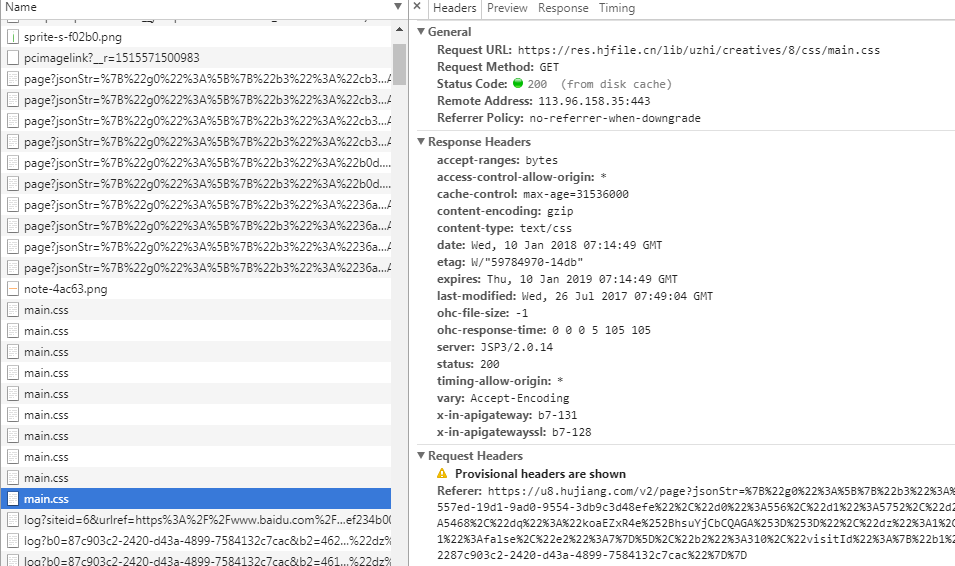 Name
sprite-s-f02b0.png
pcimagelink?__r=1515571500983
page?jsonStr=%7B%22g0%22%3A%5B%7B%22b3%22%3A%22cb3...A
page?jsonStr=%7B%22g0%22%3A%5B%7B%22b3%22%3A%22cb3...A
page?jsonStr=%7B%22g0%22%3A%5B%7B%22b3%22%3A%22cb3...A
page?jsonStr=%7B%22g0%22%3A%5B%7B%22b3%22%3A%22cb3...A
page?jsonStr=%7B%22g0%22%3A%5B%7B%22b3%22%3A%22b0d....
page?jsonStr=%7B%22g0%22%3A%5B%7B%22b3%22%3A%22b0d....
page?jsonStr=%7B%22g0%22%3A%5B%7B%22b3%22%3A%2236a...A
page?jsonStr=%7B%22g0%22%3A%5B%7B%22b3%22%3A%2236a...A
page?jsonStr=%7B%22g0%22%3A%5B%7B%22b3%22%3A%2236a...A
page?jsonStr=%7B%22g0%22%3A%5B%7B%22b3%22%3A%2236a...A
note-4ac63.png
main.css
main.css
main.css
main.css
main.css
main.css
main.css
main.css
main.css
main.css
log?siteid=6&urlref=https%3A%2F%2Fwww.baidu.com%2F...ef234b00
log?b0=87c903c2-2420-d43a-4899-7584132c7cac&b2=462...%22dz%
log?b0=87c903c2-2420-d43a-4899-7584132c7cac&b2=461...%22dz%
Headers Preview Response Timing
General
Request URL: https://res.hjfile.cn/lib/uzhi/creatives/8/css/main.css
Request Method: GET
Status Code: 200 (from disk cache)
Remote Address: 113.96.158.35:443
Referrer Policy: no-referrer-when-downgrade
Response Headers
accept-ranges: bytes
access-control-allow-origin: *
cache-control: max-age=31536000
content-encoding: gzip
content-type: text/css
date: Wed, 10 Jan 2018 07:14:49 GMT
etag: W/"59784970-14db"
expires: Thu, 10 Jan 2019 07:14:49 GMT
last-modified: Wed, 26 Jul 2017 07:49:04 GMT
ohc-file-size: -1
ohc-response-time: 0 0 0 5 105 105
server: JSP3/2.0.14
status: 200
timing-allow-origin: *
vary: Accept-Encoding
x-in-apigateway: b7-131
x-in-apigatewayssl: b7-128
Request Headers
Provisional headers are shown
Referer: https://u8.hujiang.com/v2/page?jsonStr=%7B%22g0%22%3A%5B%7B%22b3%22%3A%
557ed-19d1-9ad0-9554-3db9c3d48efe%22%2C%22d0%22%3A556%2C%22d1%22%3A5752%2C%22d2
A5468%2C%22dq%22%3A%22koaEZxR4e%252BhsuYjCbCQAGA%253D%253D%22%2C%22dz%22%3A1%2C
1%22%3Afalse%2C%22e2%22%3A7%7D%5D%2C%22b2%22%3A310%2C%22visitId%22%3A%7B%22b1%2
2287c903c2-2420-d43a-4899-7584132c7cac%22%7D%7D